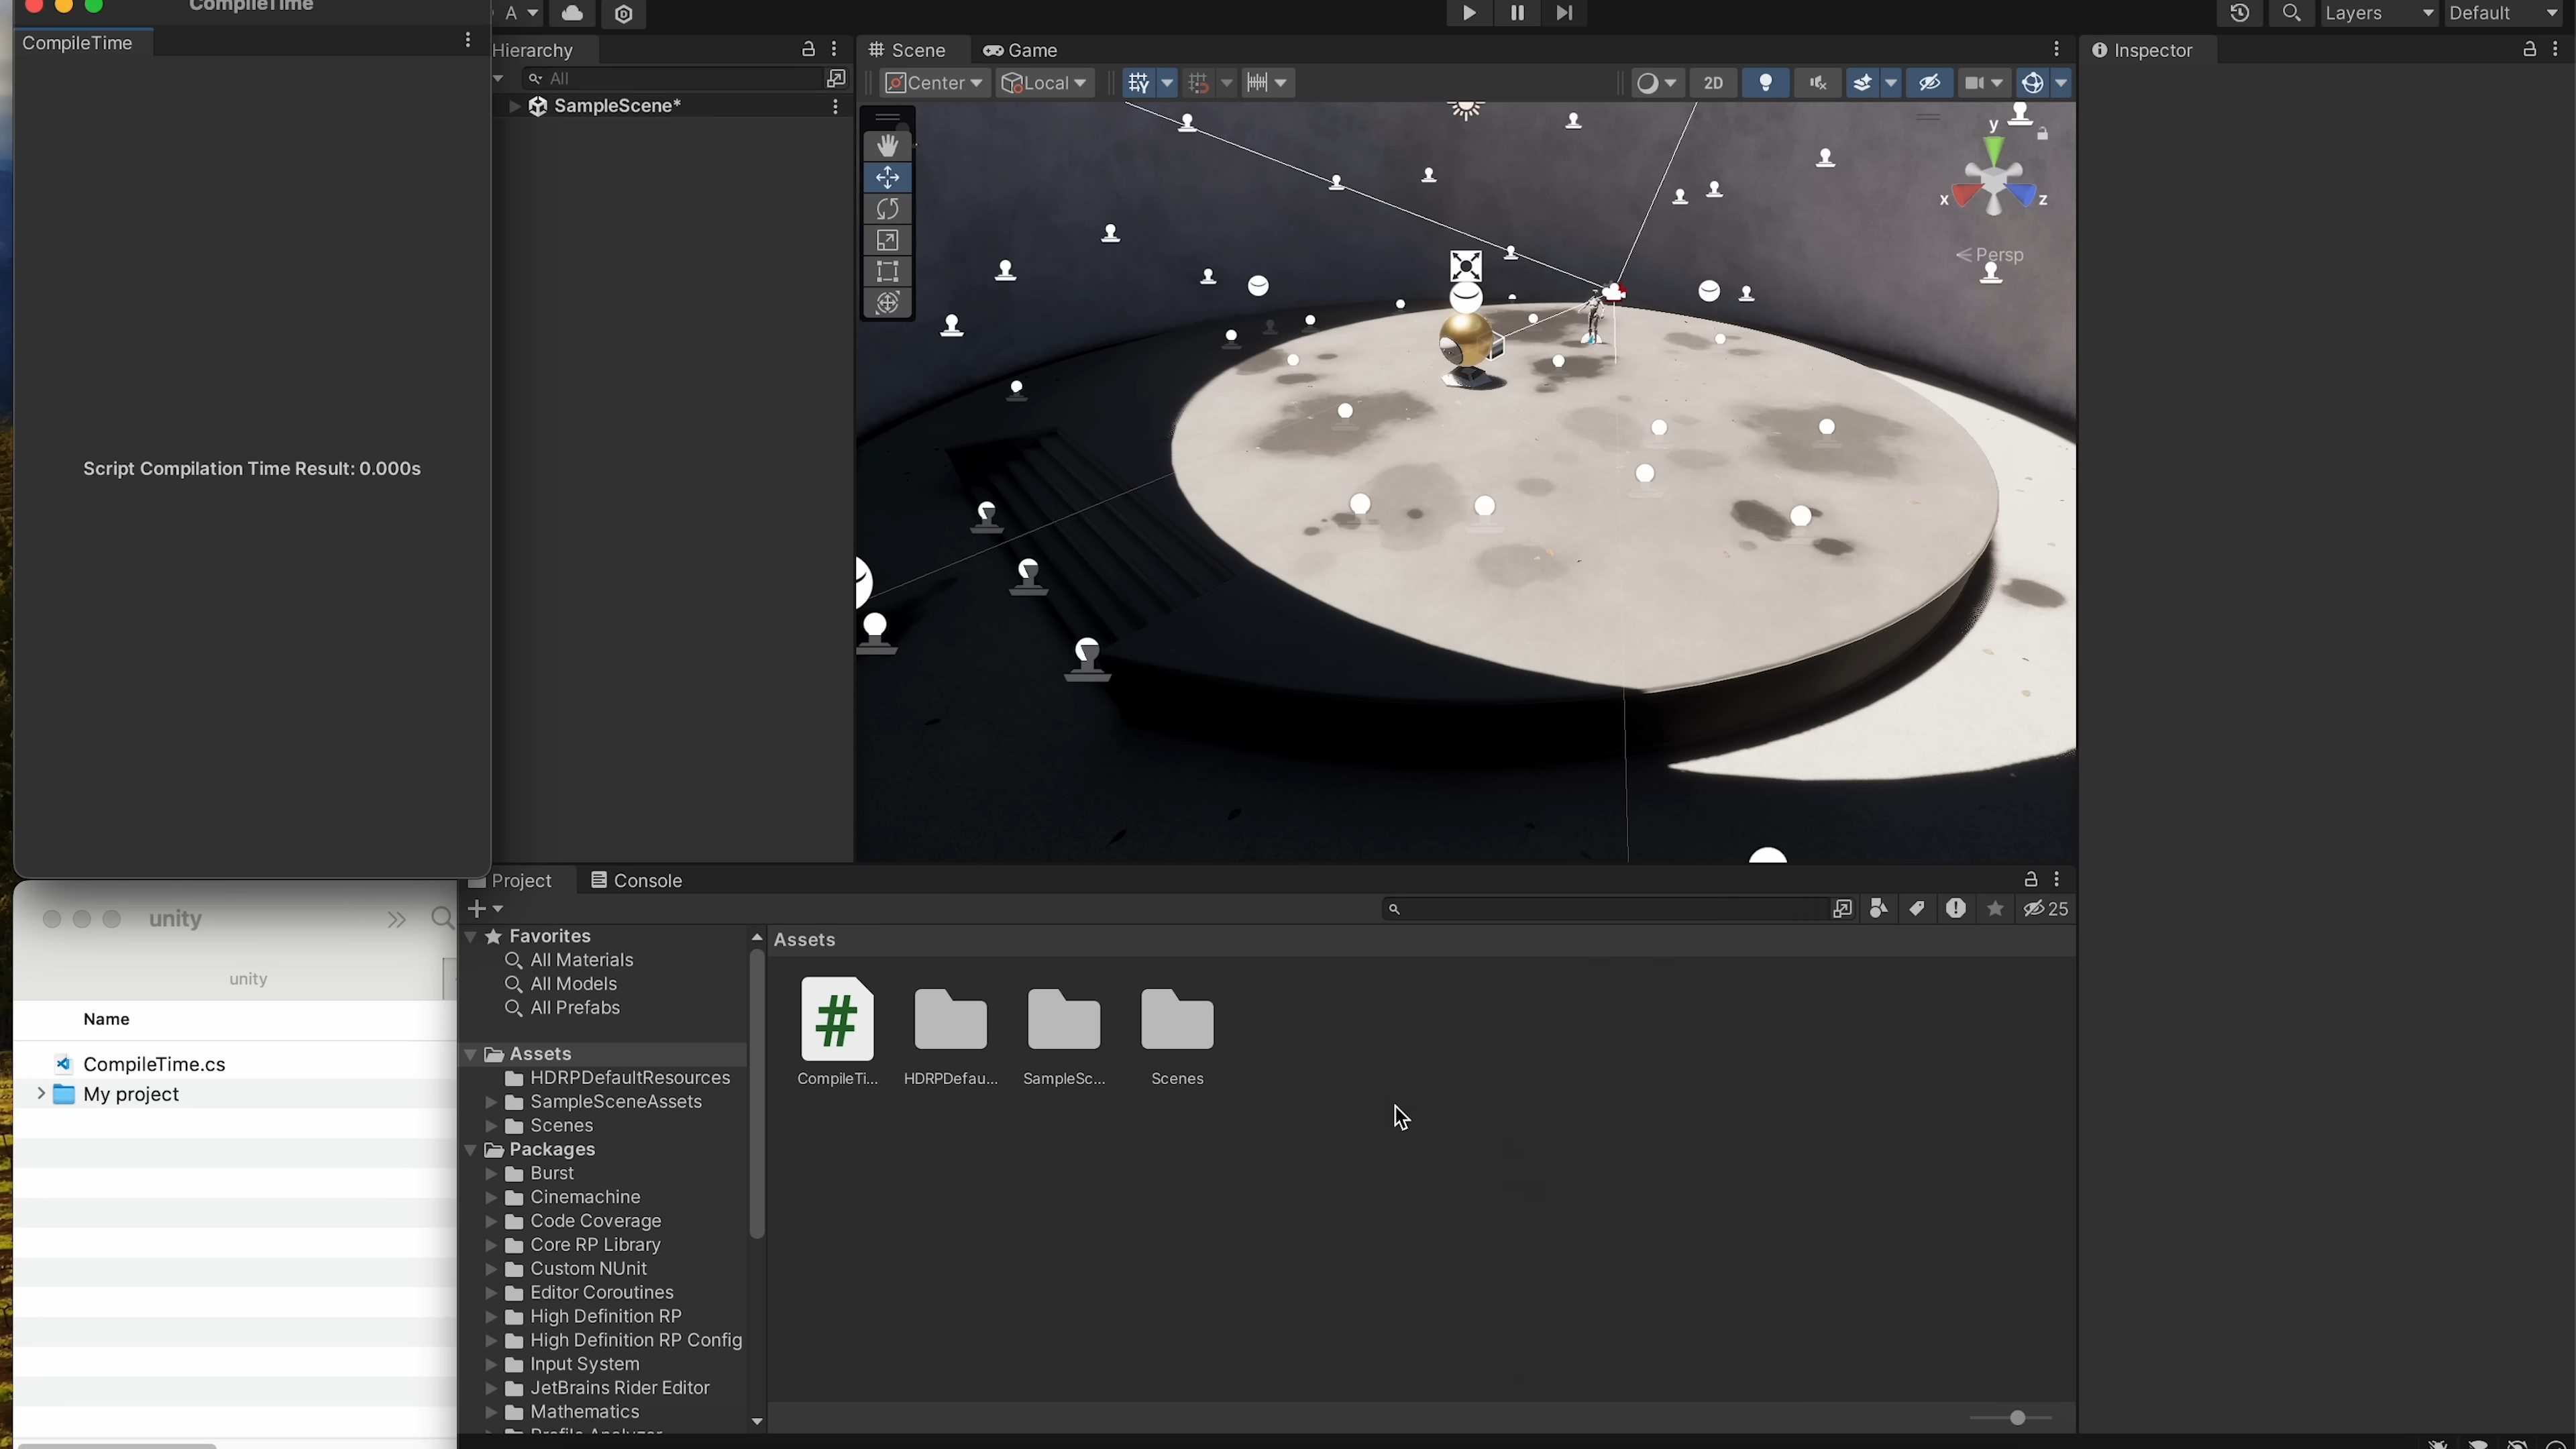 CompileTime
CompileTime
Script Compilation Time Result: 0.000s
A
Layers
Default
Hierarchy
All
SampleScene*
Scene
Game
Center
Local
2D
y
x
z
Persp
Inspector
Project
Console
25
Favorites
All Materials
All Models
All Prefabs
Assets
HDRPDefaultResources
SampleSceneAssets
Scenes
Packages
Burst
Cinemachine
Code Coverage
Core RP Library
Custom NUnit
Editor Coroutines
High Definition RP
High Definition RP Config
Input System
JetBrains Rider Editor
Mathematics
Profile Analyzer
Assets
CompileTi...
HDRPDefau...
SampleSc...
Scenes
unity
unity
Name
CompileTime.cs
My project